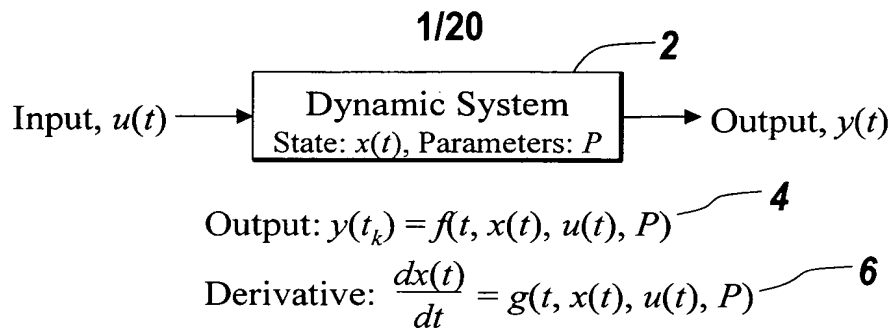 1/20
2
Input, u(t)
Dynamic System
State: x(t), Parameters: P
Output, y(t)
4
Output: y(t_k) = f(t, x(t), u(t), P)
6
Derivative: dx(t)/dt = g(t, x(t), u(t), P)